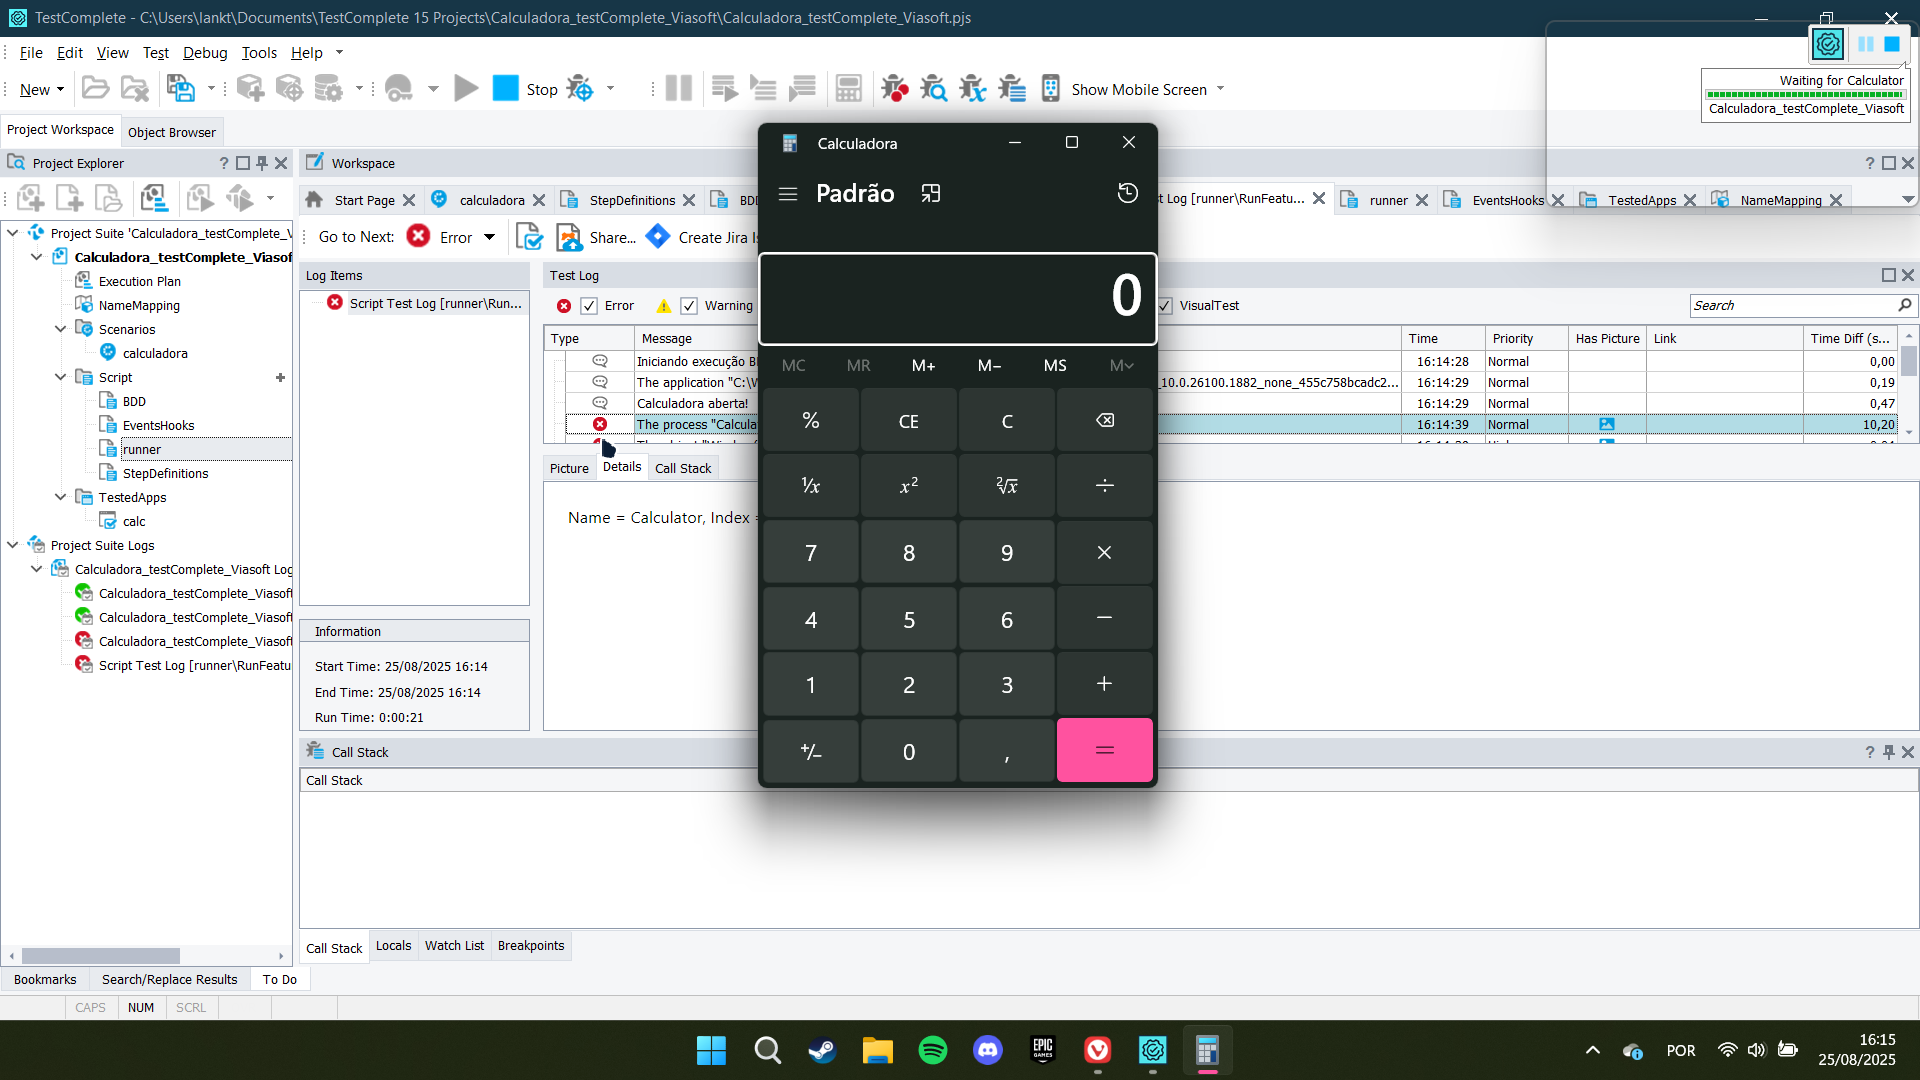 TestComplete - C:\Users\lankt\Documents\TestComplete 15 Projects\Calculadora_testComplete_Viasoft\Calculadora_testComplete_Viasoft.pjs
File Edit View Test Debug Tools Help
New Stop Show Mobile Screen
Waiting for Calculator
Calculadora_testComplete_Viasoft
Project Workspace Object Browser
Project Explorer
Workspace
Start Page calculadora StepDefinitions BD t Log [runner\RunFeatu... runner EventsHooks TestedApps NameMapping
Go to Next: Error Share... Create Jira Is
Project Suite 'Calculadora_testComplete_V
Calculadora_testComplete_Viasof
Execution Plan
NameMapping
Scenarios
calculadora
Script
BDD
EventsHooks
runner
StepDefinitions
TestedApps
calc
Project Suite Logs
Calculadora_testComplete_Viasoft Log
Calculadora_testComplete_Viasoft
Calculadora_testComplete_Viasoft
Calculadora_testComplete_Viasoft
Script Test Log [runner\RunFeatu
Log Items
Script Test Log [runner\Run...
Information
Start Time: 25/08/2025 16:14
End Time: 25/08/2025 16:14
Run Time: 0:00:21
Test Log
Error Warning VisualTest Search
Type Message Time Priority Has Picture Link Time Diff (s...
Iniciando execução B 16:14:28 Normal 0,00
The application "C:\W _10.0.26100.1882_none_455c758bcadc2... 16:14:29 Normal 0,19
Calculadora aberta! 16:14:29 Normal 0,47
The process "Calcula 16:14:39 Normal 10,20
Picture Details Call Stack
Name = Calculator, Index =
Calculadora
Padrão
0
MC MR M+ M− MS M
% CE C
⅟x x² ²√x ÷
7 8 9 ×
4 5 6 −
1 2 3 +
+/− 0 , =
Call Stack
Call Stack
Call Stack Locals Watch List Breakpoints
Bookmarks Search/Replace Results To Do
CAPS NUM SCRL
EPIC GAMES
POR
16:15
25/08/2025